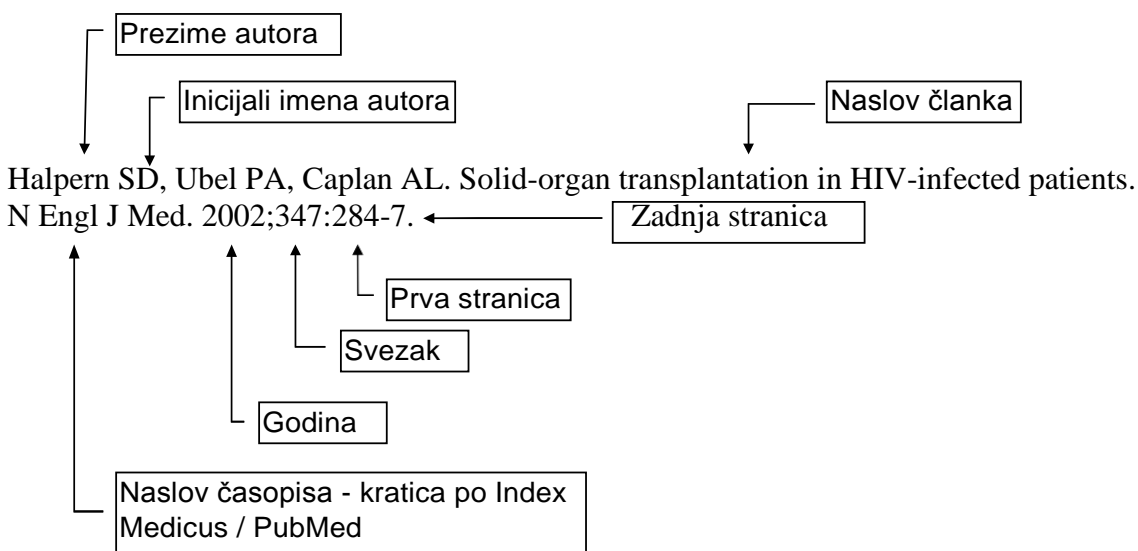 Prezime autora
Inicijali imena autora
Naslov članka
Halpern SD, Ubel PA, Caplan AL. Solid-organ transplantation in HIV-infected patients.
N Engl J Med. 2002;347:284-7.
Zadnja stranica
Prva stranica
Svezak
Godina
Naslov časopisa - kratica po Index
Medicus / PubMed